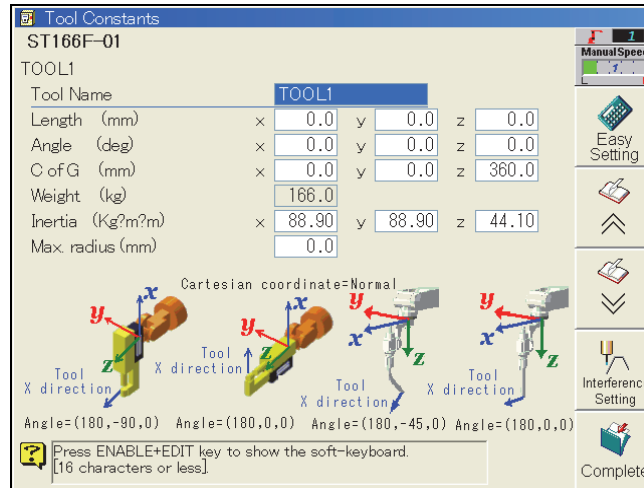 Tool Constants
ST166F-01
1
Manual Speed
1
TOOL1
Tool Name TOOL1
Length (mm) x 0.0 y 0.0 z 0.0
Angle (deg) x 0.0 y 0.0 z 0.0
C of G (mm) x 0.0 y 0.0 z 360.0
Weight (kg) 166.0
Inertia (Kg?m?m) x 88.90 y 88.90 z 44.10
Max. radius (mm) 0.0
Easy
Setting
Cartesian coordinate=Normal
x y z Tool X direction
x y z Tool X direction
y x z Tool X direction
y x z Tool X direction
Angle=(180,-90,0) Angle=(180,0,0) Angle=(180,-45,0) Angle=(180,0,0)
Interferenc
Setting
Press ENABLE+EDIT key to show the soft-keyboard.
[16 characters or less].
Complete